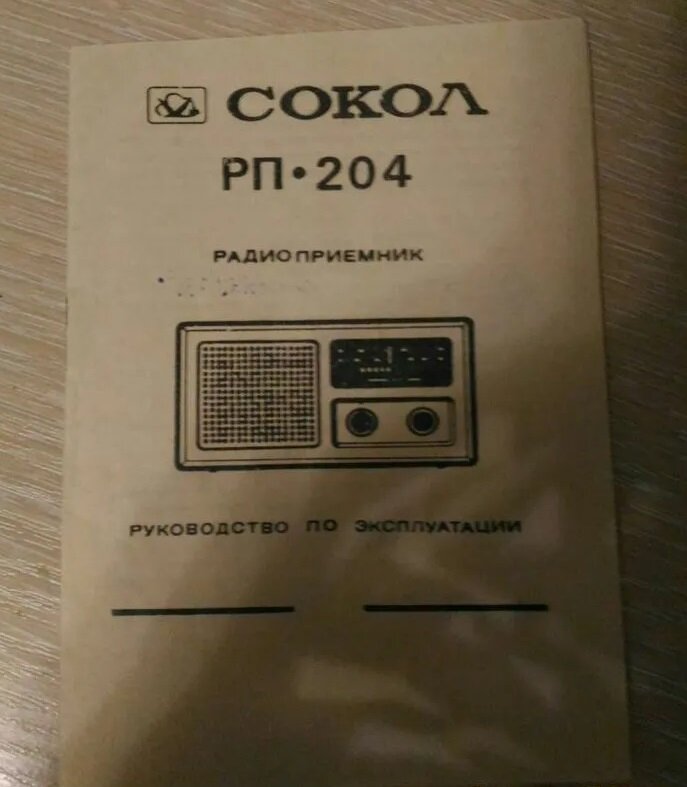 СОКОЛ
РП·204
РАДИОПРИЕМНИК
РУКОВОДСТВО ПО ЭКСПЛУАТАЦИИ